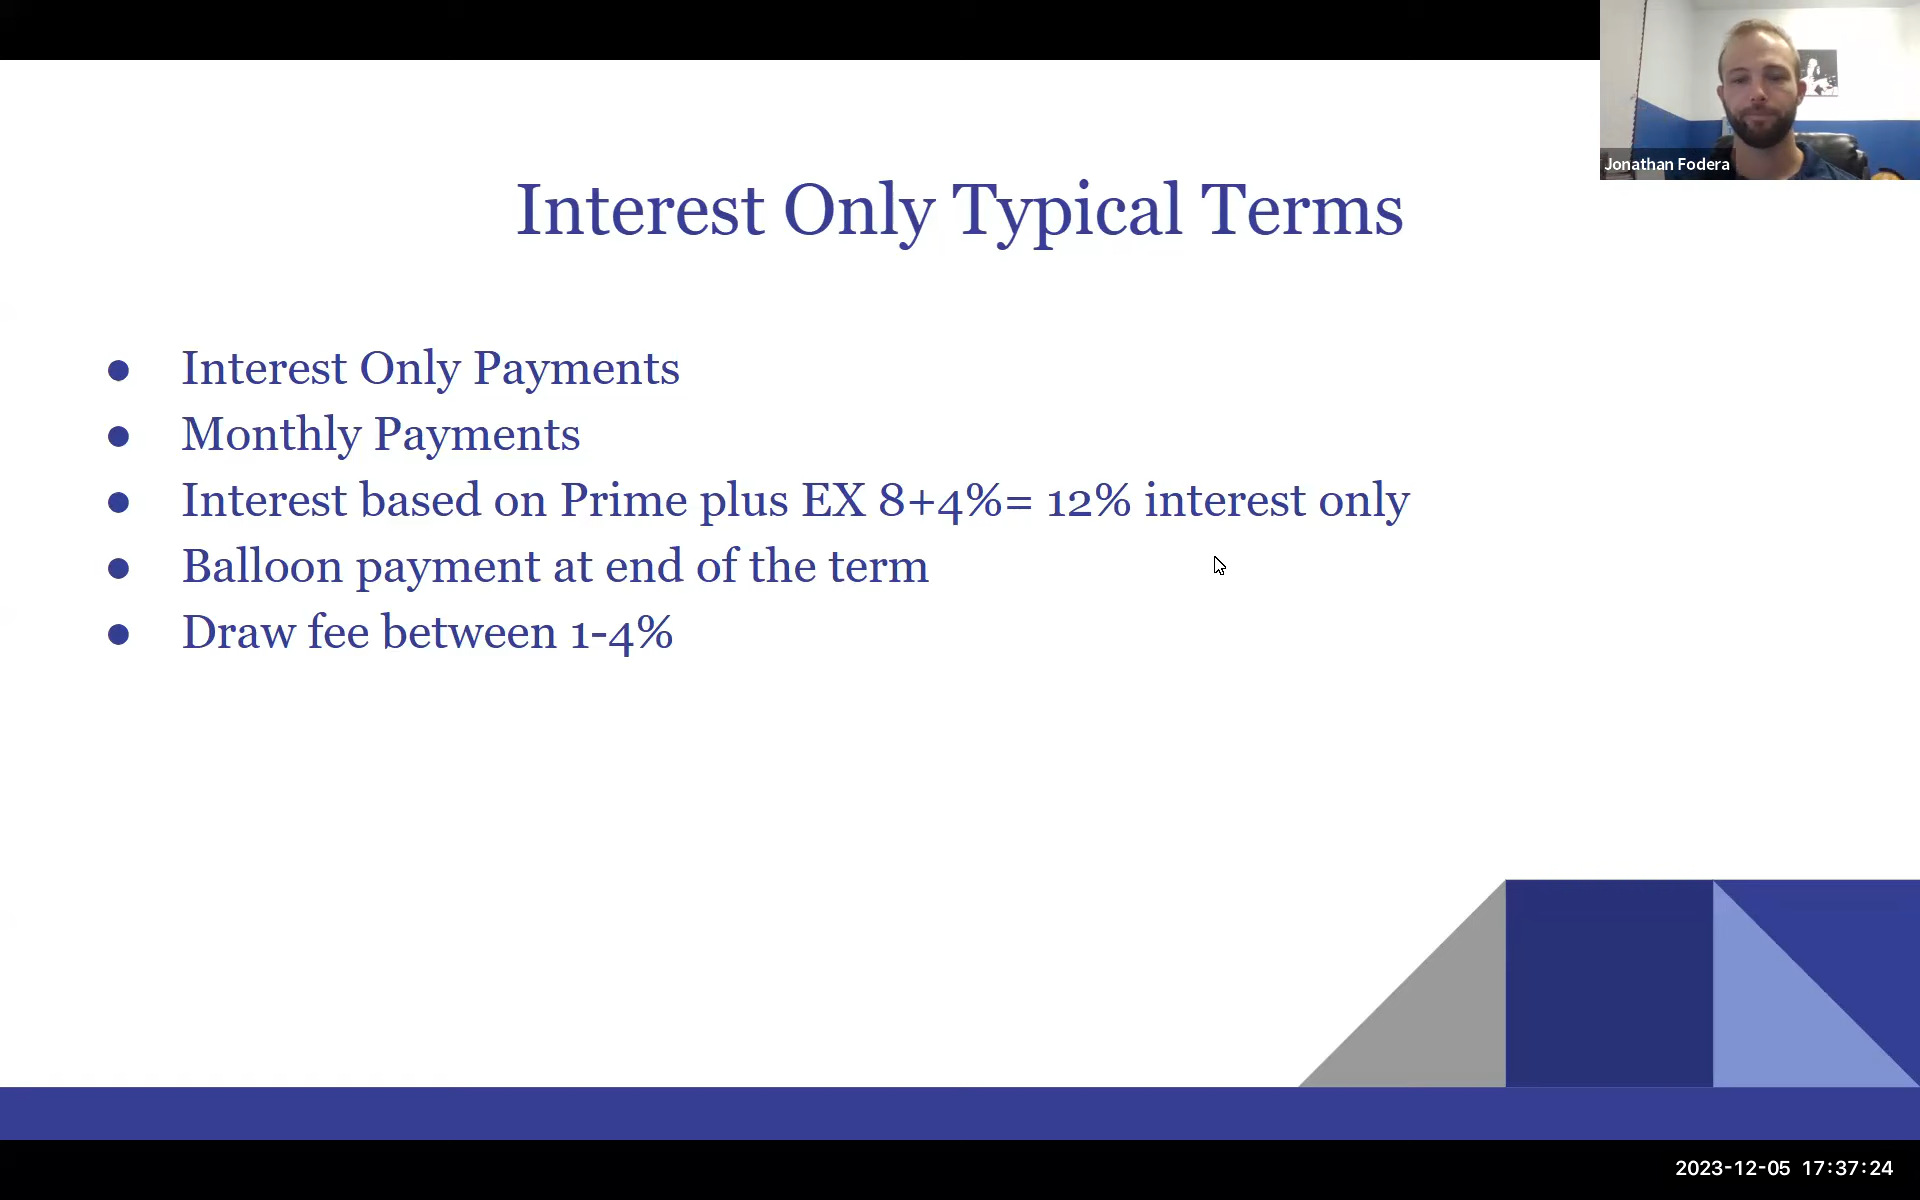 Jonathan Fodera
Interest Only Typical Terms
● Interest Only Payments
● Monthly Payments
● Interest based on Prime plus EX 8+4%= 12% interest only
● Balloon payment at end of the term
● Draw fee between 1-4%
2023-12-05 17:37:24